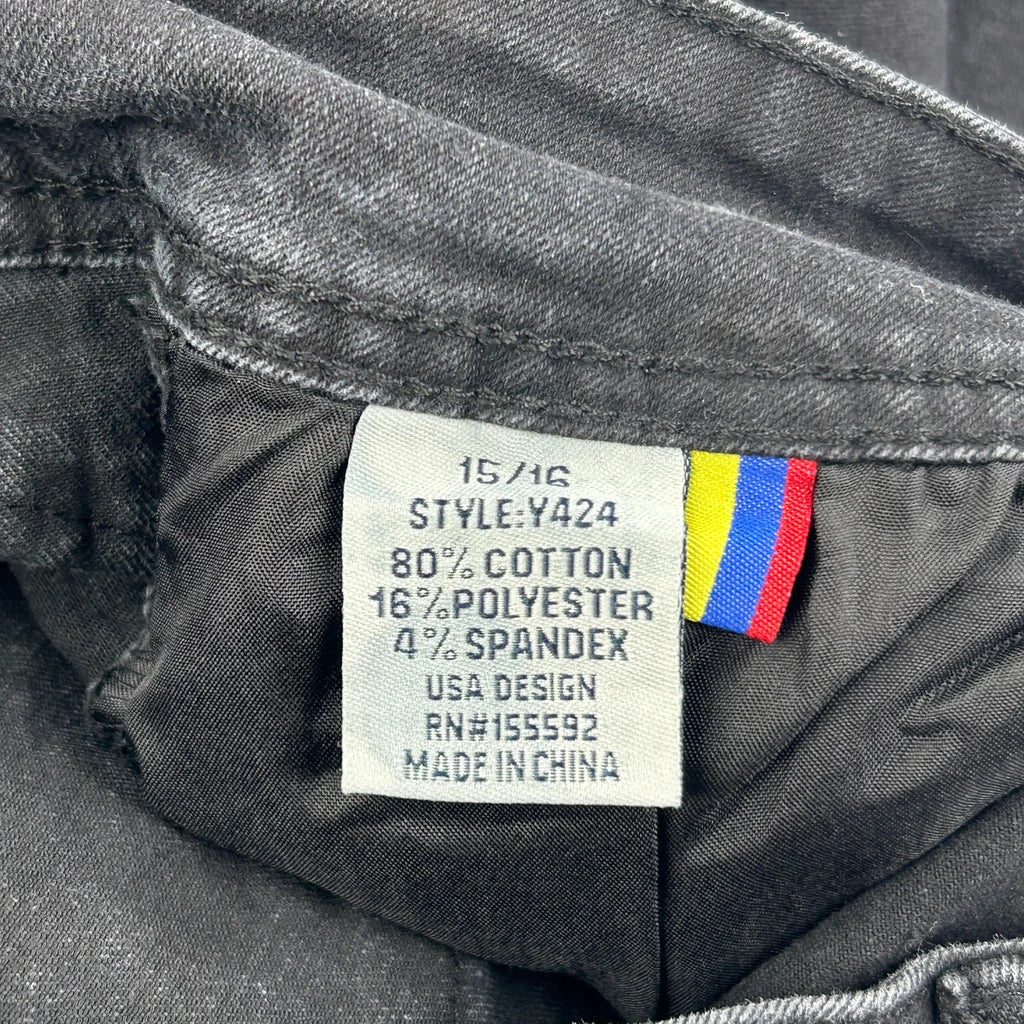 15/16
STYLE:Y424
80% COTTON
16%POLYESTER
4% SPANDEX
USA DESIGN
RN#155592
MADE IN CHINA